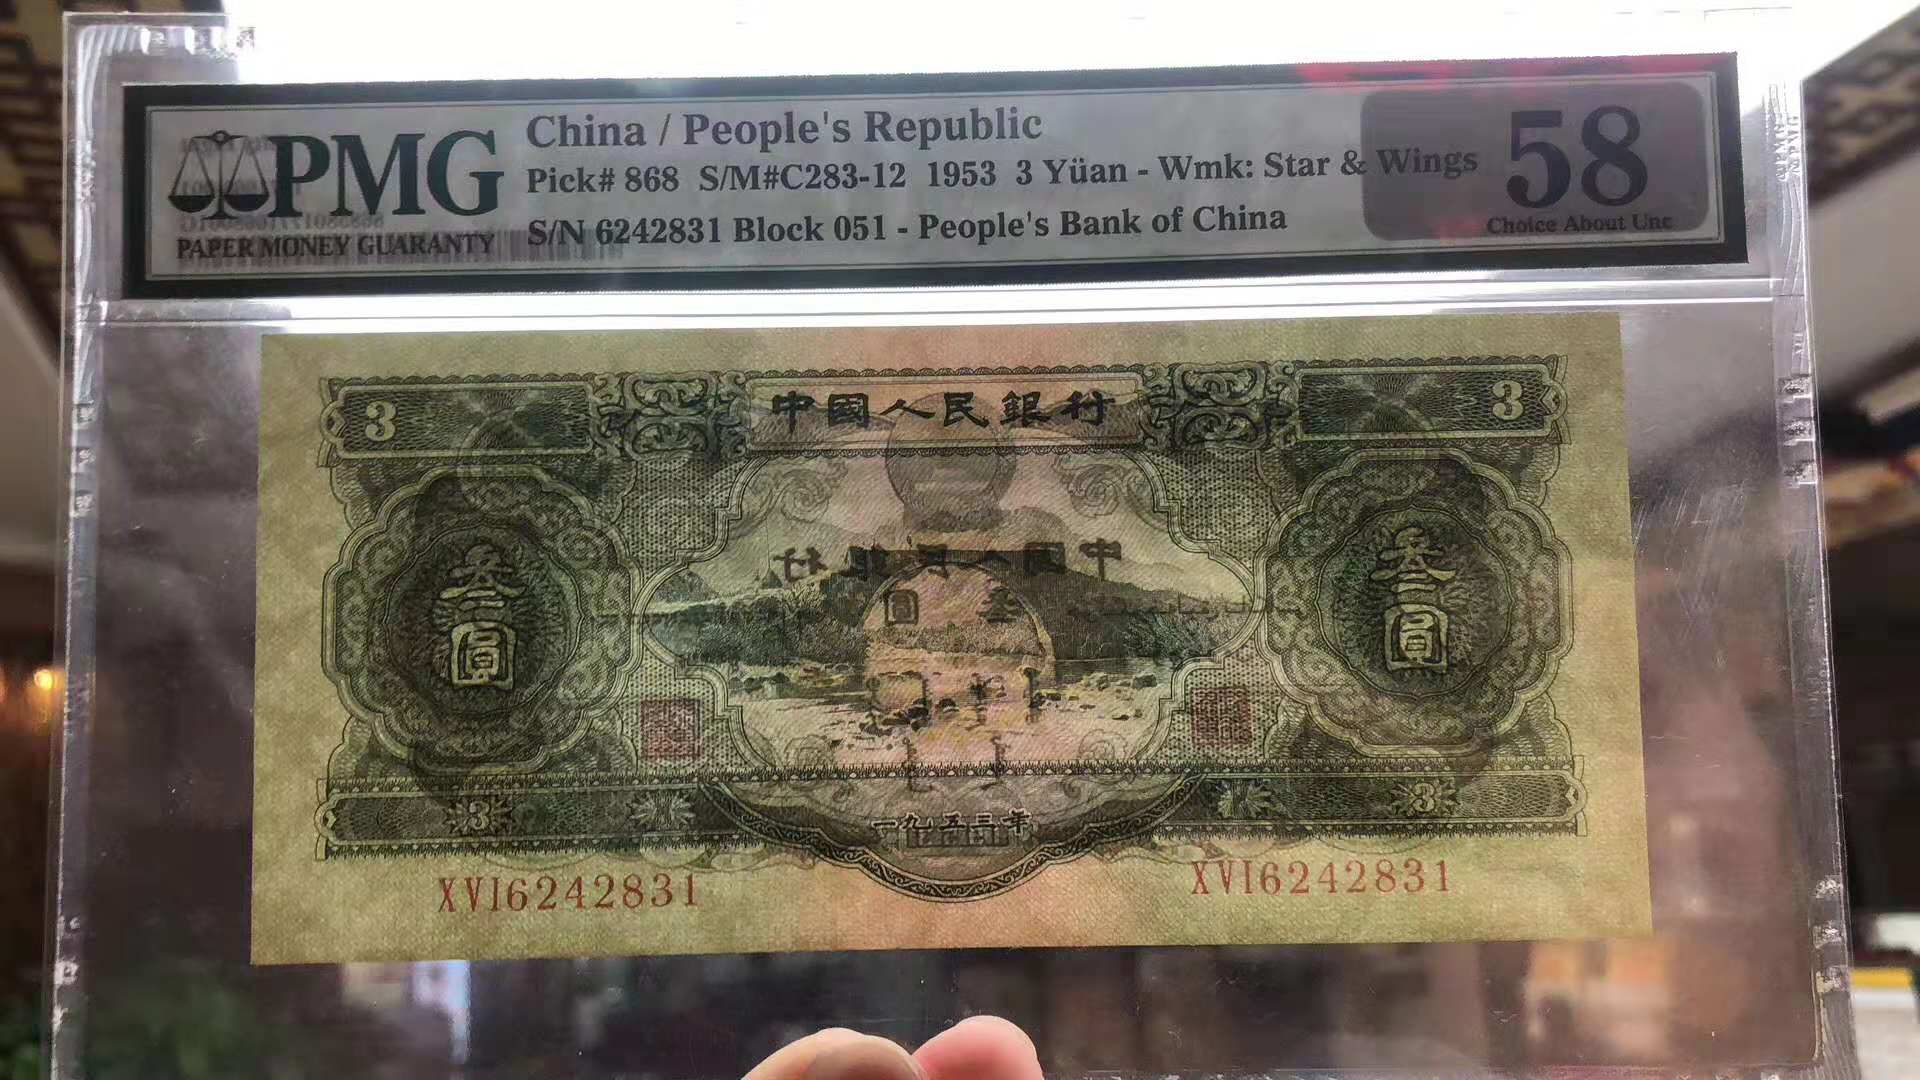 China / People's Republic
Pick# 868 S/M#C283-12 1953 3 Yüan - Wmk: Star & Wings
S/N 6242831 Block 051 - People's Bank of China
PMG
PAPER MONEY GUARANTY
58
Choice About Unc
3 中國人民銀行 3
叁圓 叁圓
3 3
一九五三年
XVI6242831 XVI6242831